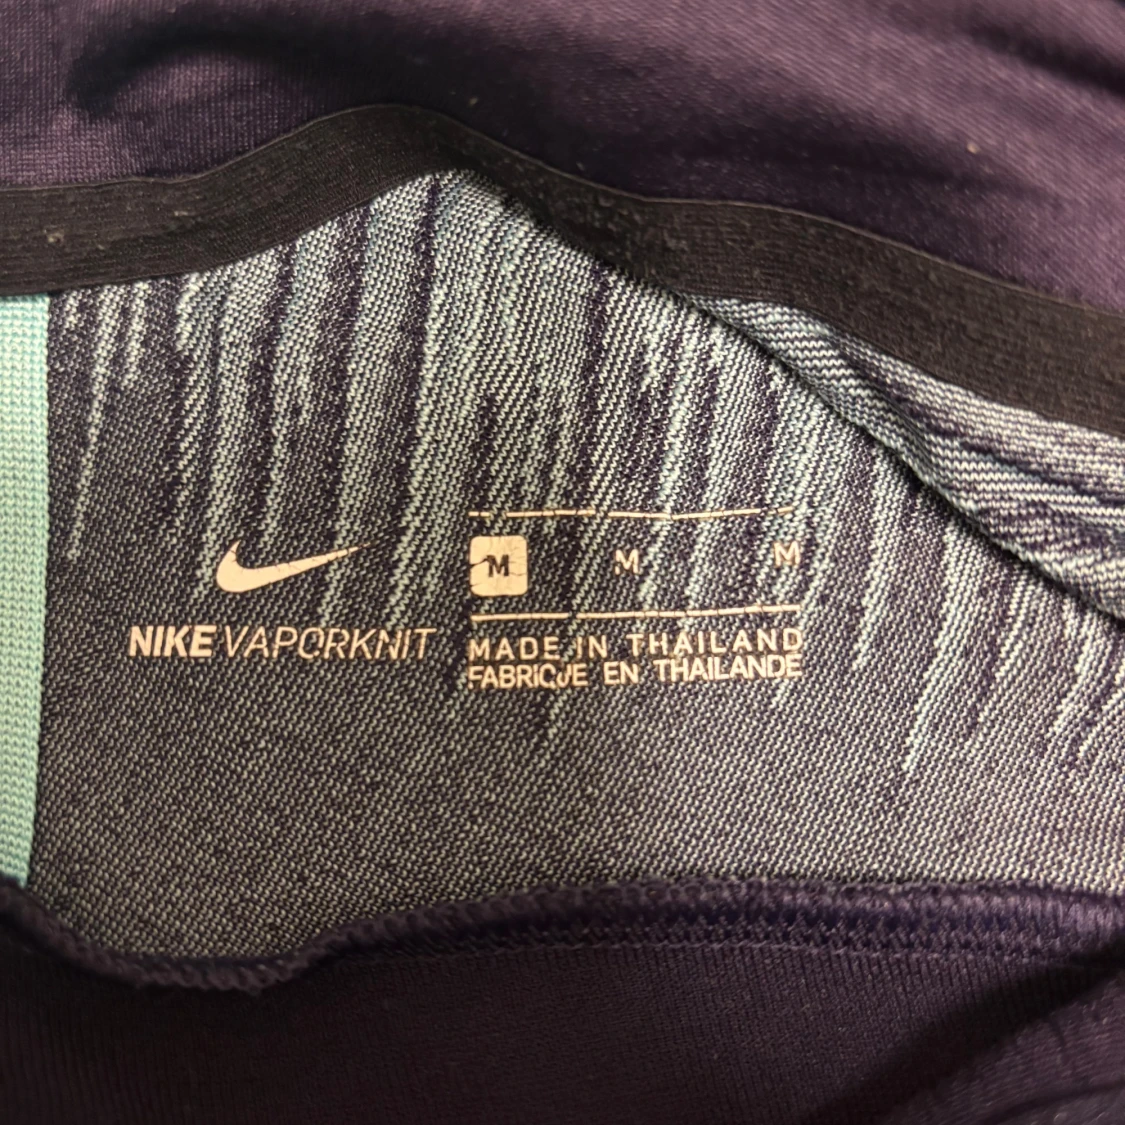 M M M
NIKE VAPORKNIT
MADE IN THAILAND
FABRIQUE EN THAILANDE